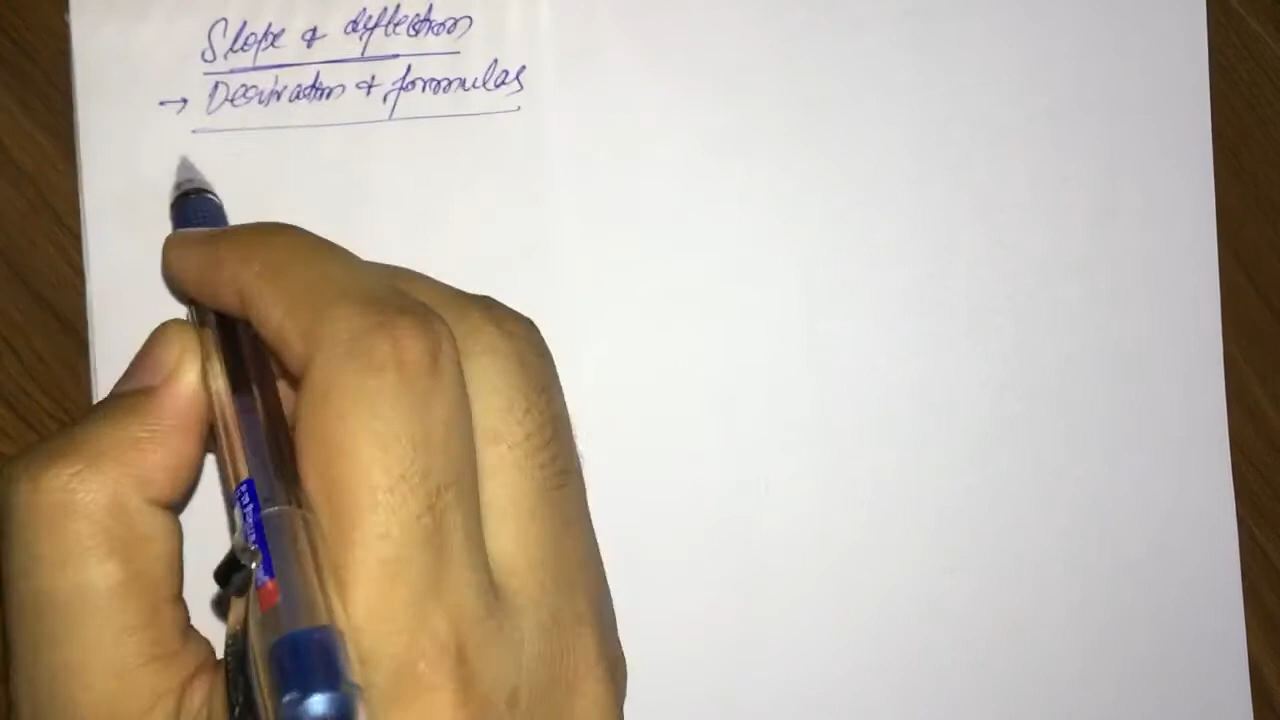 Slope & deflection
→ Derivation & formulas